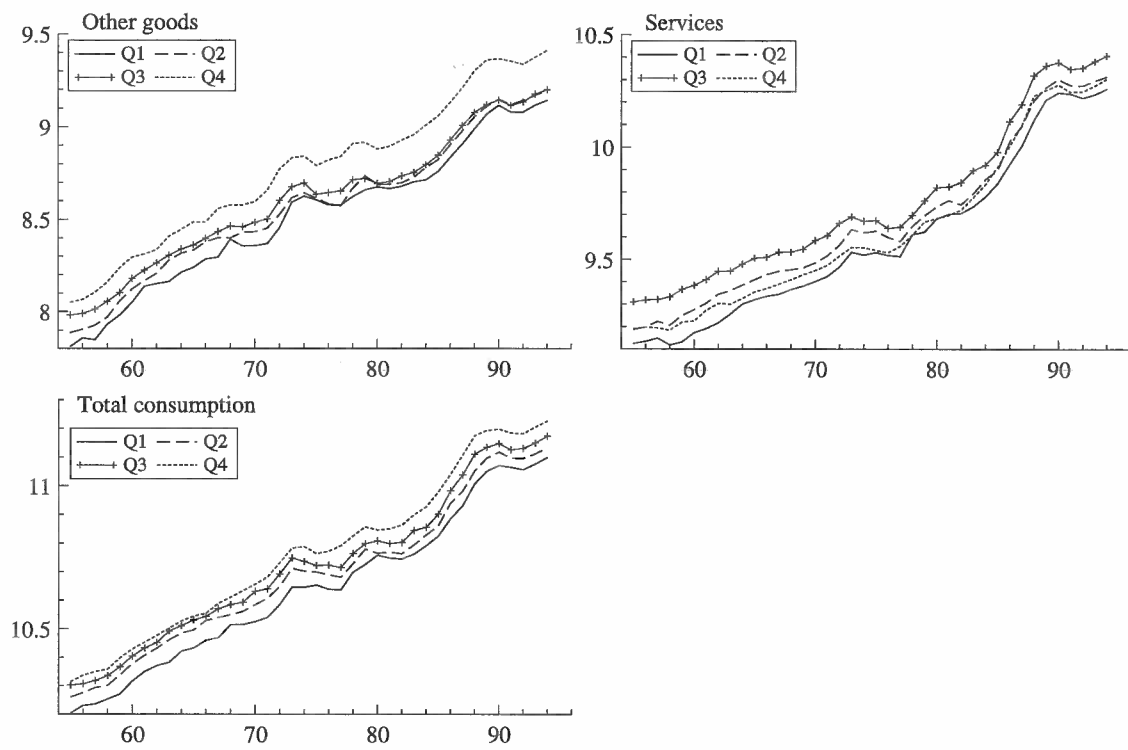 Other goods
9.5
Q1 Q2
Q3 Q4
9
8.5
8
60 70 80 90
Services
10.5
Q1 Q2
Q3 Q4
10
9.5
60 70 80 90
Total consumption
Q1 Q2
Q3 Q4
11
10.5
60 70 80 90